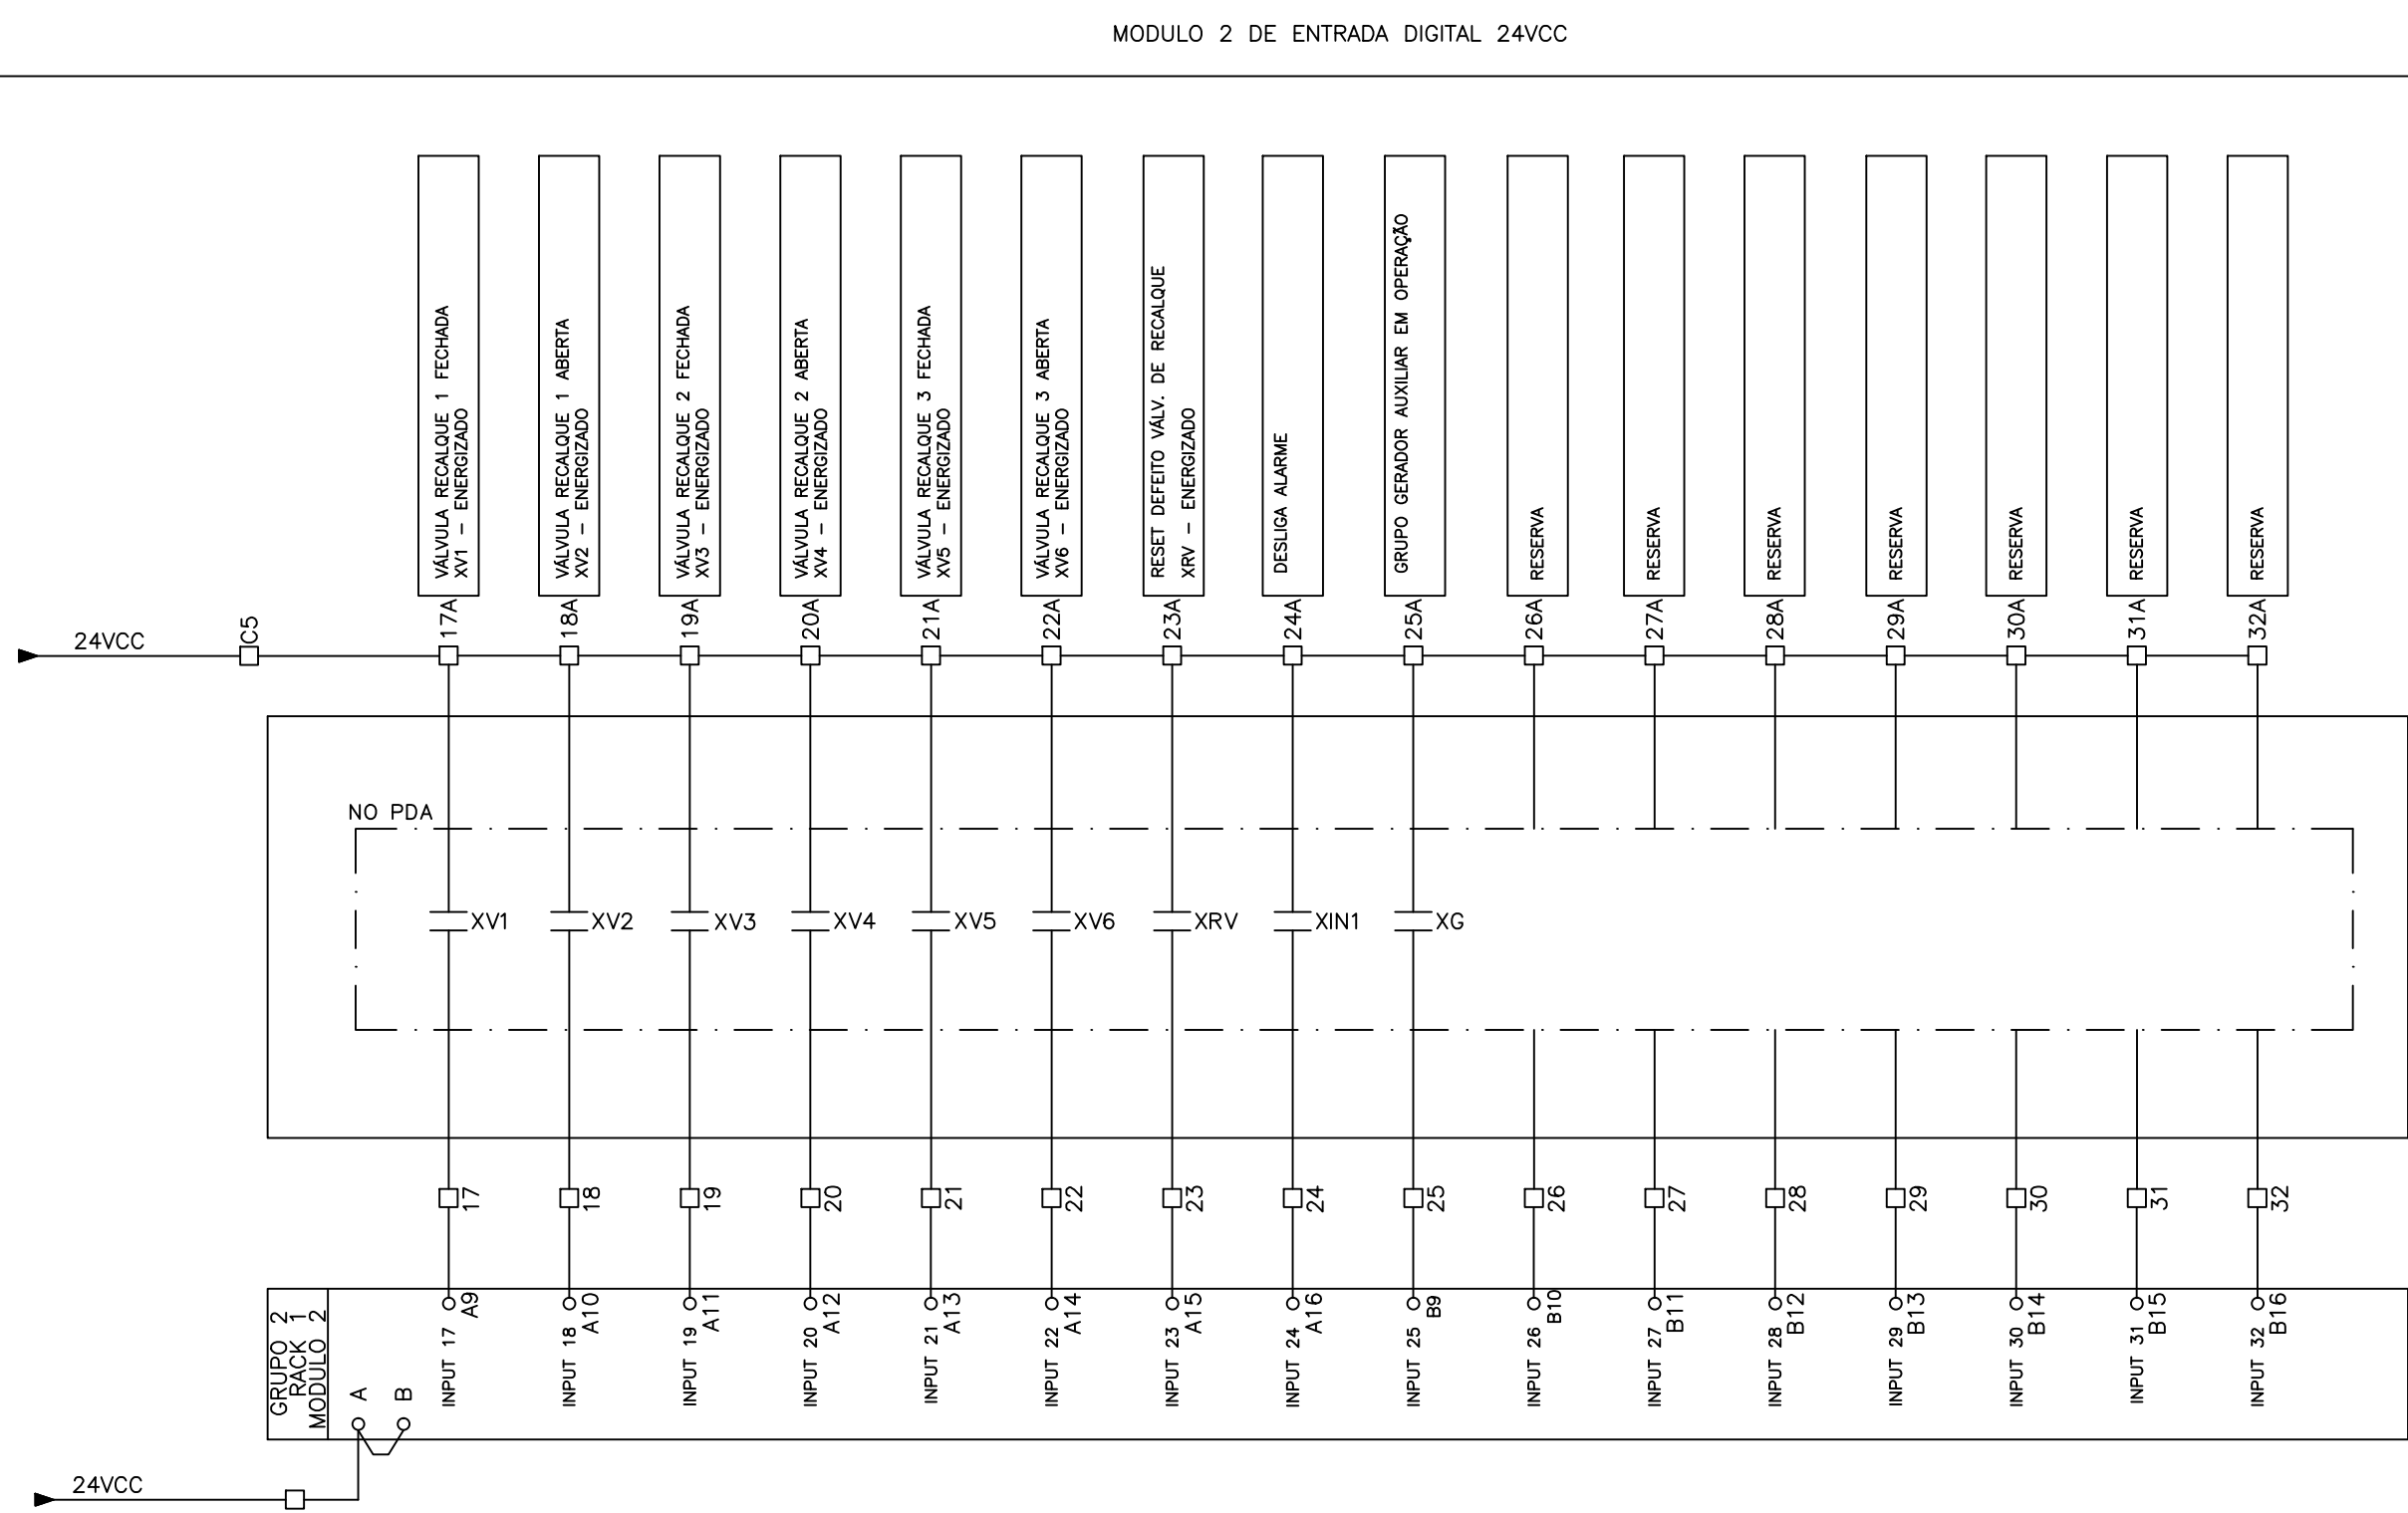 MODULO 2 DE ENTRADA DIGITAL 24VCC
VÁLVULA RECALQUE 1 FECHADA
XV1 - ENERGIZADO
VÁLVULA RECALQUE 1 ABERTA
XV2 - ENERGIZADO
VÁLVULA RECALQUE 2 FECHADA
XV3 - ENERGIZADO
VÁLVULA RECALQUE 2 ABERTA
XV4 - ENERGIZADO
VÁLVULA RECALQUE 3 FECHADA
XV5 - ENERGIZADO
VÁLVULA RECALQUE 3 ABERTA
XV6 - ENERGIZADO
RESET DEFEITO VÁLV. DE RECALQUE
XRV - ENERGIZADO
DESLIGA ALARME
GRUPO GERADOR AUXILIAR EM OPERAÇÃO
RESERVA
RESERVA
RESERVA
RESERVA
RESERVA
RESERVA
RESERVA
24VCC
C5
17A
18A
19A
20A
21A
22A
23A
24A
25A
26A
27A
28A
29A
30A
31A
32A
NO PDA
XV1
XV2
XV3
XV4
XV5
XV6
XRV
XIN1
XG
17
18
19
20
21
22
23
24
25
26
27
28
29
30
31
32
GRUPO 2
RACK 1
MODULO 2
A
B
INPUT 17
A9
INPUT 18
A10
INPUT 19
A11
INPUT 20
A12
INPUT 21
A13
INPUT 22
A14
INPUT 23
A15
INPUT 24
A16
INPUT 25
B9
INPUT 26
B10
INPUT 27
B11
INPUT 28
B12
INPUT 29
B13
INPUT 30
B14
INPUT 31
B15
INPUT 32
B16
24VCC